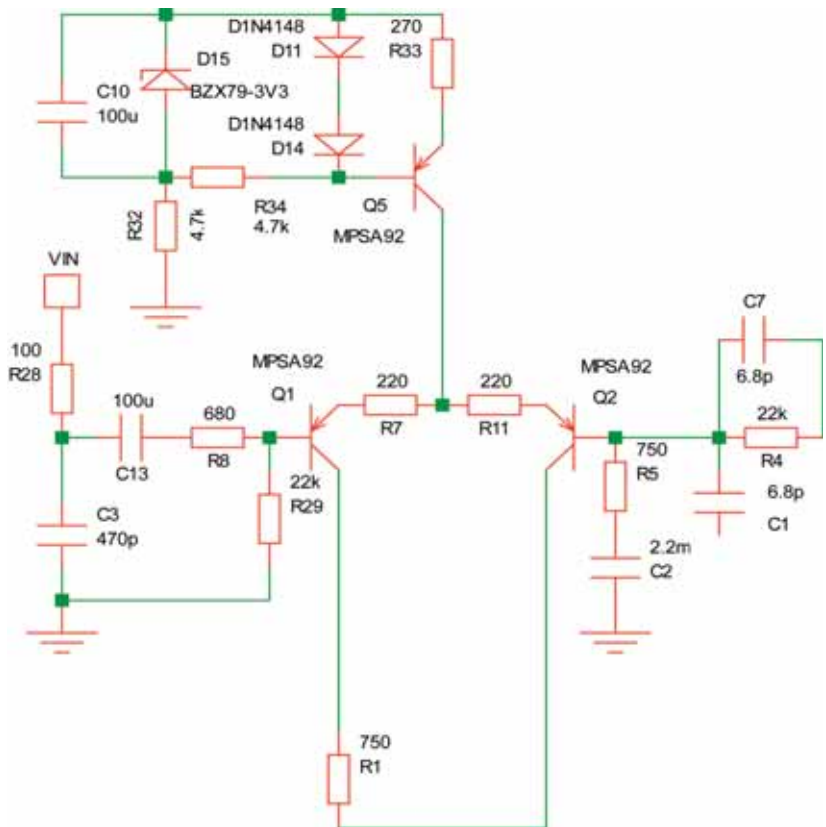 D1N4148
D11
270
R33
D15
BZX79-3V3
C10
100u
D1N4148
D14
R32
4.7k
R34
4.7k
Q5
MPSA92
VIN
100
R28
100u
C13
680
R8
MPSA92
Q1
220
R7
220
R11
MPSA92
Q2
C7
6.8p
22k
R4
750
R5
6.8p
C1
22k
R29
C3
470p
2.2m
C2
750
R1